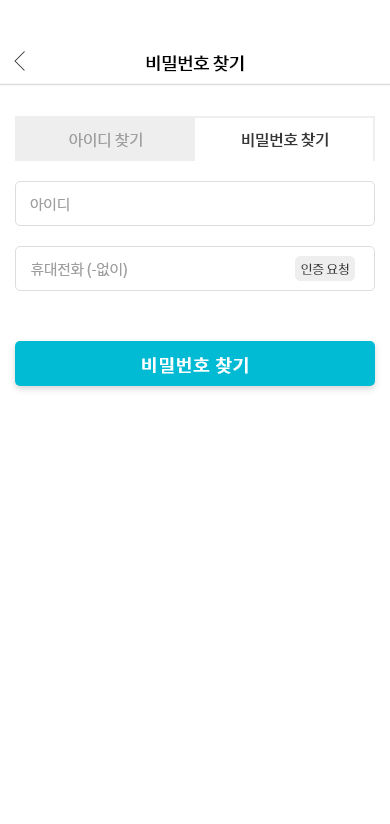 비밀번호 찾기
아이디 찾기
비밀번호 찾기
아이디
휴대전화 (-없이)
인증 요청
비밀번호 찾기